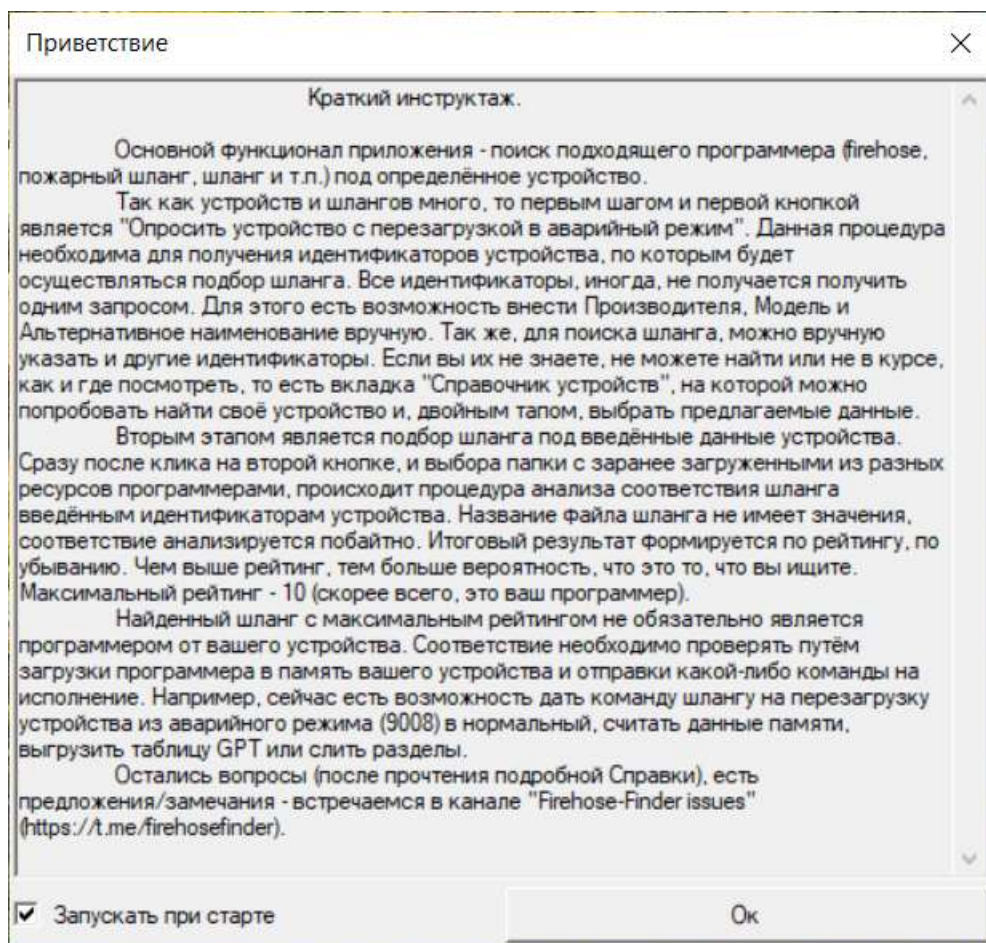 Приветствие
Краткий инструктаж.
Основной функционал приложения - поиск подходящего программера (firehose,
пожарный шланг, шланг и т.п.) под определённое устройство.
Так как устройств и шлангов много, то первым шагом и первой кнопкой
является "Опросить устройство с перезагрузкой в аварийный режим". Данная процедура
необходима для получения идентификаторов устройства, по которым будет
осуществляться подбор шланга. Все идентификаторы, иногда, не получается получить
одним запросом. Для этого есть возможность внести Производителя, Модель и
Альтернативное наименование вручную. Так же, для поиска шланга, можно вручную
указать и другие идентификаторы. Если вы их не знаете, не можете найти или не в курсе,
как и где посмотреть, то есть вкладка "Справочник устройств", на которой можно
попробовать найти своё устройство и, двойным тапом, выбрать предлагаемые данные.
Вторым этапом является подбор шланга под введённые данные устройства.
Сразу после клика на второй кнопке, и выбора папки с заранее загруженными из разных
ресурсов программерами, происходит процедура анализа соответствия шланга
введённым идентификаторам устройства. Название файла шланга не имеет значения,
соответствие анализируется побайтно. Итоговый результат формируется по рейтингу, по
убыванию. Чем выше рейтинг, тем больше вероятность, что это то, что вы ищите.
Максимальный рейтинг - 10 (скорее всего, это ваш программер).
Найденный шланг с максимальным рейтингом не обязательно является
программером от вашего устройства. Соответствие необходимо проверять путём
загрузки программера в память вашего устройства и отправки какой-либо команды на
исполнение. Например, сейчас есть возможность дать команду шлангу на перезагрузку
устройства из аварийного режима (9008) в нормальный, считать данные памяти,
выгрузить таблицу GPT или слить разделы.
Остались вопросы (после прочтения подробной Справки), есть
предложения/замечания - встречаемся в канале "Firehose-Finder issues"
(https://t.me/firehosefinder).
Запускать при старте
Ок